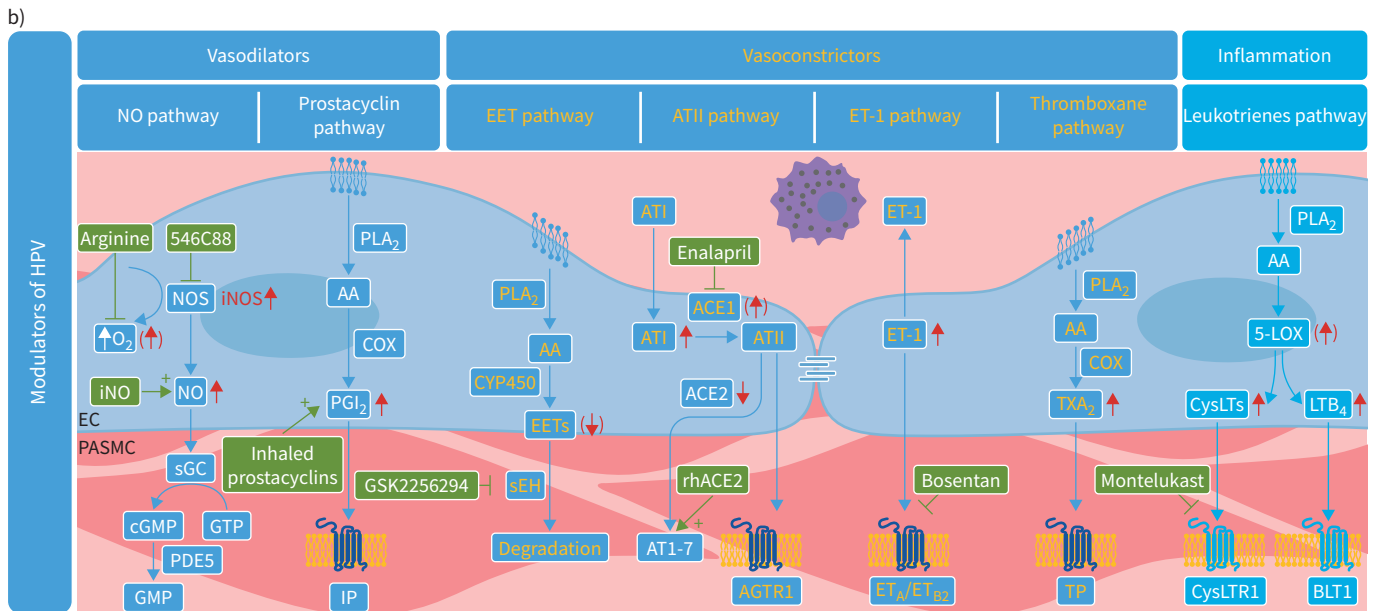 b)
Modulators of HPV
Vasodilators
Vasoconstrictors
Inflammation
NO pathway
Prostacyclin
pathway
EET pathway
ATII pathway
ET-1 pathway
Thromboxane
pathway
Leukotrienes pathway
Arginine
546C88
NOS
iNOS
↑O₂
(↑)
iNO
+
NO
EC
PASMC
sGC
cGMP
GTP
PDE5
GMP
PLA₂
AA
COX
PGI₂
+
Inhaled
prostacyclins
IP
PLA₂
AA
CYP450
EETs
(↓)
GSK2256294
sEH
Degradation
ATI
Enalapril
ACE1
(↑)
ATI
ATII
ACE2
rhACE2
+
AT1-7
AGTR1
ET-1
ET-1
Bosentan
ET_A/ET_B2
PLA₂
AA
COX
TXA₂
TP
PLA₂
AA
5-LOX
(↑)
CysLTs
LTB₄
Montelukast
CysLTR1
BLT1